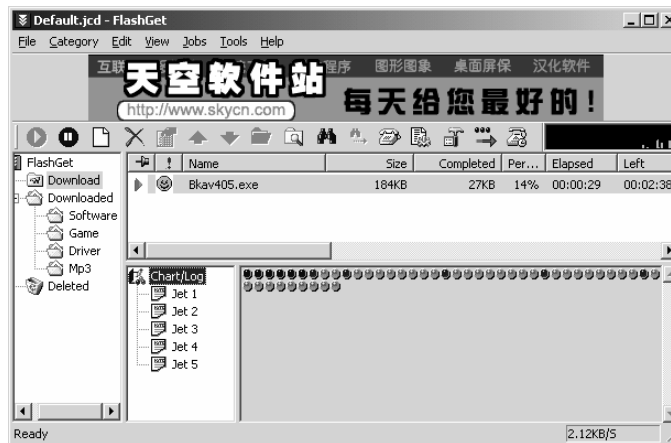 Default.jcd - FlashGet
File Category Edit View Jobs Tools Help
互联 程序 图形图象 桌面屏保 汉化软件
天空软件站
http://www.skycn.com
每天给您最好的！
FlashGet
Download
Downloaded
Software
Game
Driver
Mp3
Deleted
! Name Size Completed Per... Elapsed Left
Bkav405.exe 184KB 27KB 14% 00:00:29 00:02:38
Chart/Log
Jet 1
Jet 2
Jet 3
Jet 4
Jet 5
Ready 2.12KB/S